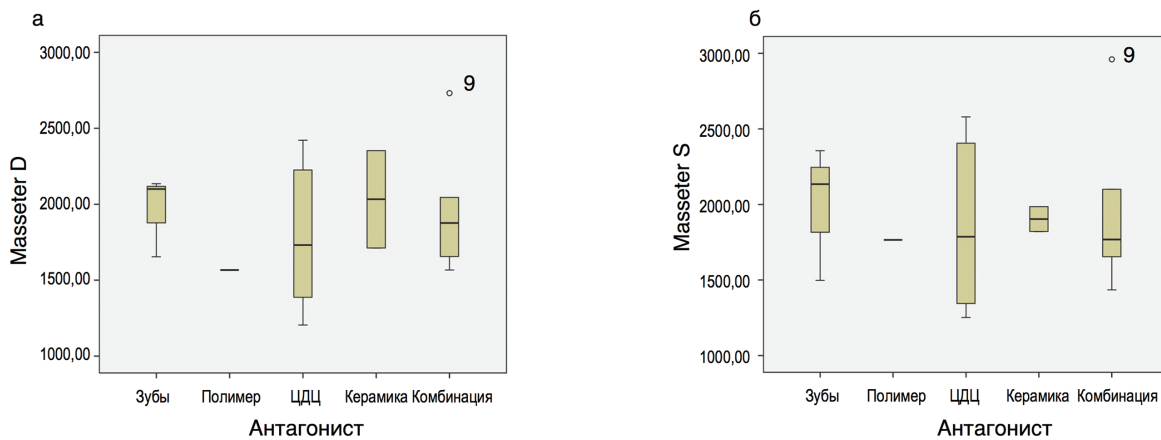 а
3000,00
2500,00
2000,00
1500,00
1000,00
Masseter D
9
Зубы Полимер ЦДЦ Керамика Комбинация
Антагонист
б
3000,00
2500,00
2000,00
1500,00
1000,00
Masseter S
9
Зубы Полимер ЦДЦ Керамика Комбинация
Антагонист